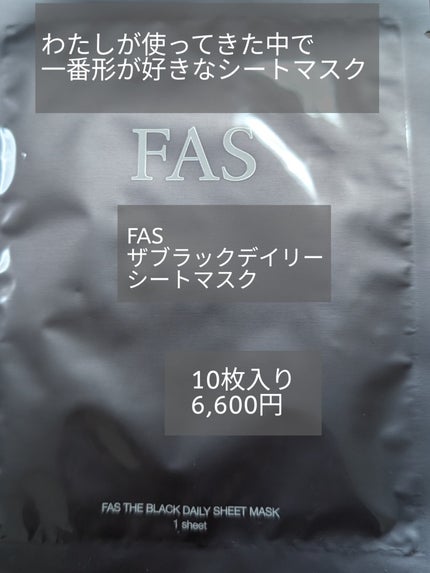 わたしが使ってきた中で
一番形が好きなシートマスク
FAS
FAS
ザブラックデイリー
シートマスク
10枚入り
6,600円
FAS THE BLACK DAILY SHEET MASK
1 sheet